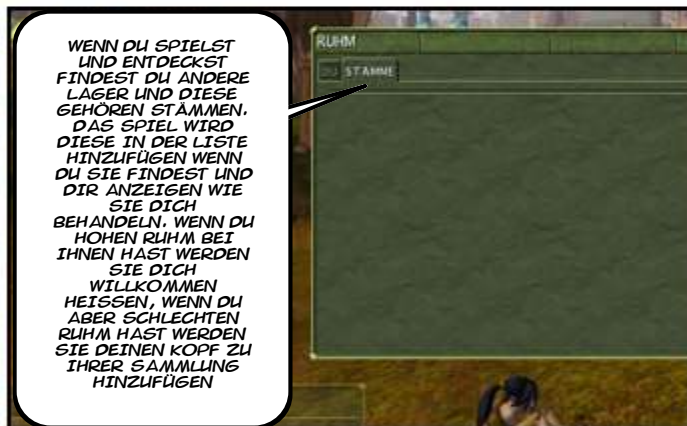 WENN DU SPIELST
UND ENTDECKST
FINDEST DU ANDERE
LAGER UND DIESE
GEHÖREN STÄMMEN.
DAS SPIEL WIRD
DIESE IN DER LISTE
HINZUFÜGEN WENN
DU SIE FINDEST UND
DIR ANZEIGEN WIE
SIE DICH
BEHANDELN. WENN DU
HOHEN RUHM BEI
IHNEN HAST WERDEN
SIE DICH
WILLKOMMEN
HEISSEN, WENN DU
ABER SCHLECHTEN
RUHM HAST WERDEN
SIE DEINEN KOPF ZU
IHRER SAMMLUNG
HINZUFÜGEN
RUHM
DU STÄMME